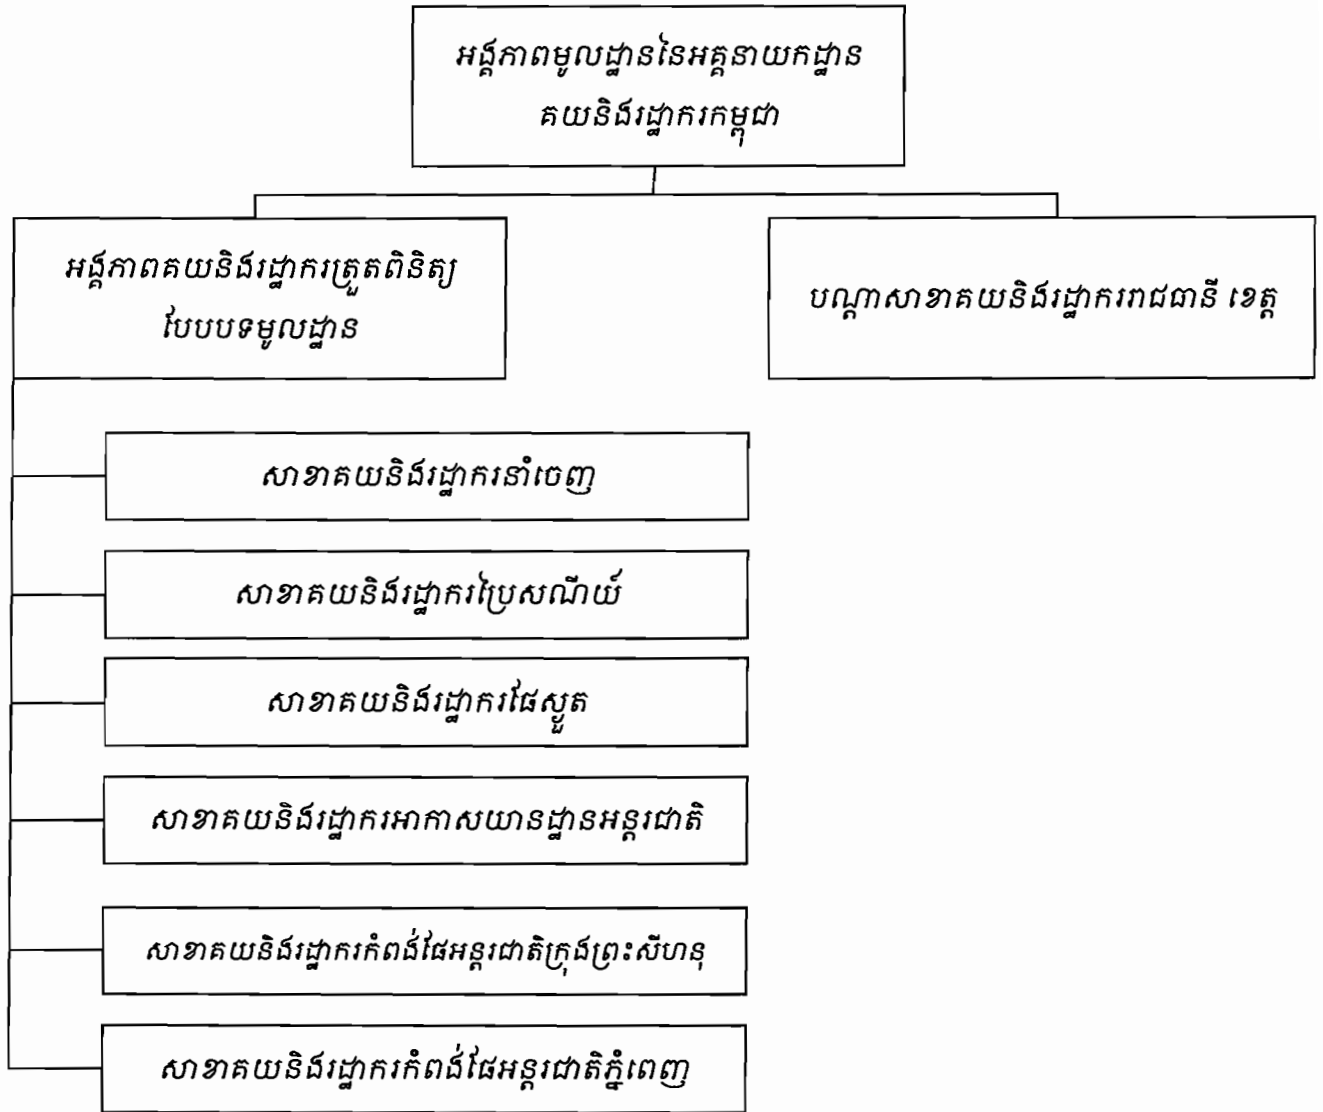 អង្គភាពមូលដ្ឋាននៃអគ្គនាយកដ្ឋាន
គយនិងរដ្ឋាករកម្ពុជា
អង្គភាពគយនិងរដ្ឋាករត្រួតពិនិត្យ
បែបបទមូលដ្ឋាន
បណ្តាសាខាគយនិងរដ្ឋាកររាជធានី ខេត្ត
សាខាគយនិងរដ្ឋាករនាំចេញ
សាខាគយនិងរដ្ឋាករប្រៃសណីយ៍
សាខាគយនិងរដ្ឋាករផែស្ងួត
សាខាគយនិងរដ្ឋាករអាកាសយានដ្ឋានអន្តរជាតិ
សាខាគយនិងរដ្ឋាករកំពង់ផែអន្តរជាតិក្រុងព្រះសីហនុ
សាខាគយនិងរដ្ឋាករកំពង់ផែអន្តរជាតិភ្នំពេញ